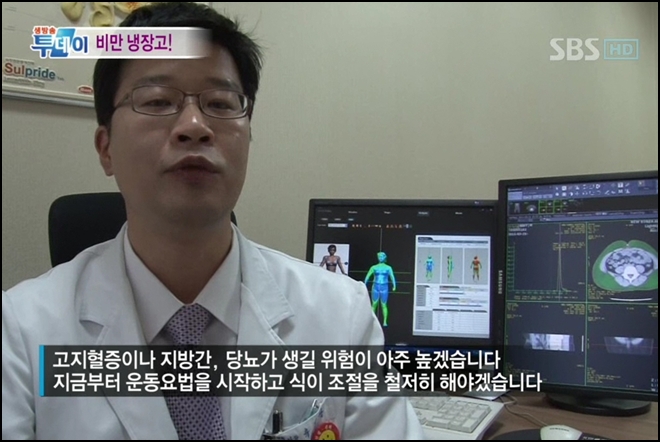 생방송
투데이 비만 냉장고!
SBS HD
Sulpride
SAMSUNG
고지혈증이나 지방간, 당뇨가 생길 위험이 아주 높겠습니다
지금부터 운동요법을 시작하고 식이 조절을 철저히 해야겠습니다